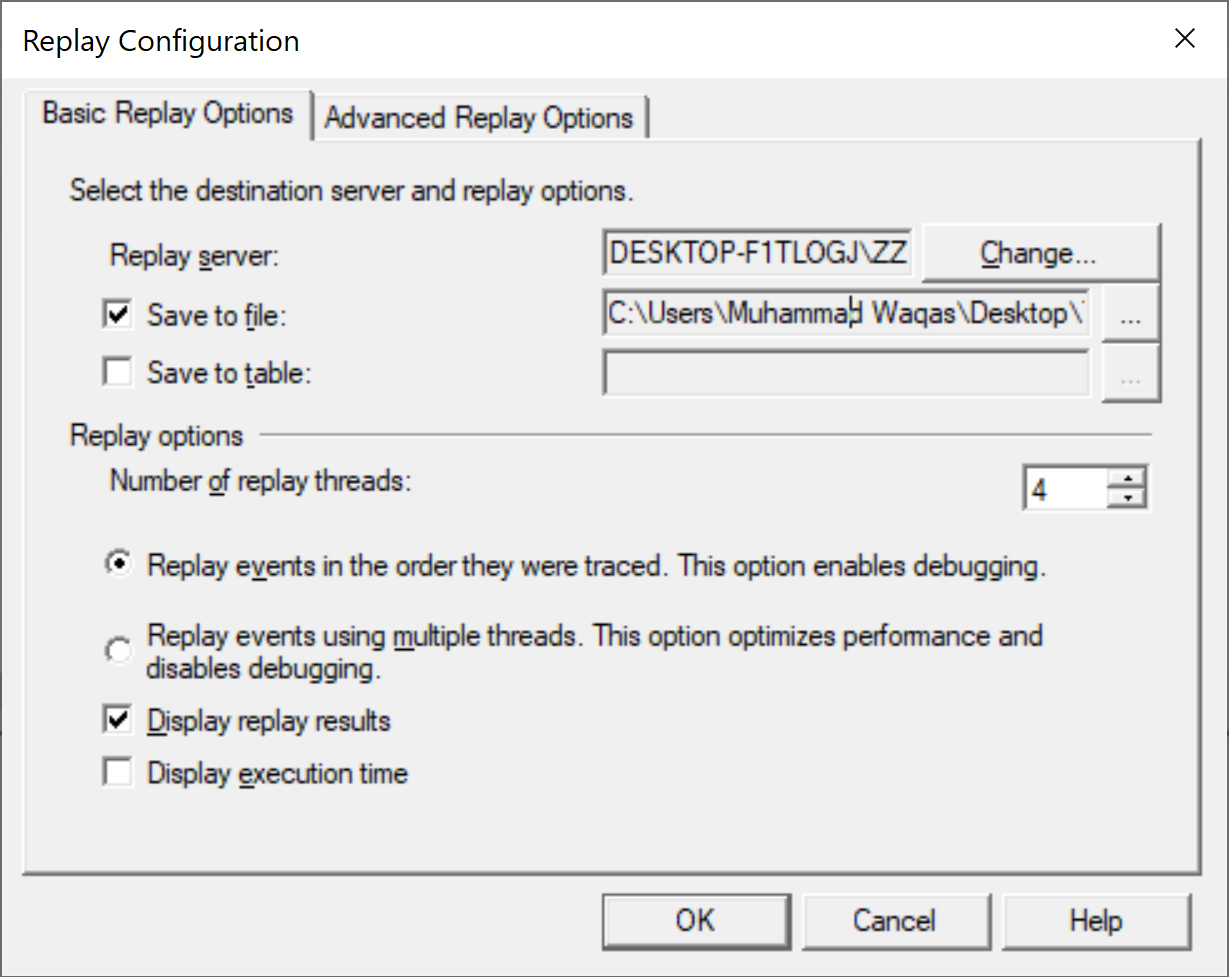 Replay Configuration
Basic Replay Options
Advanced Replay Options
Select the destination server and replay options.
Replay server:
DESKTOP-F1TLOGJ\ZZ
Change...
Save to file:
C:\Users\Muhammad Waqas\Desktop\
...
Save to table:
...
Replay options
Number of replay threads:
4
Replay events in the order they were traced. This option enables debugging.
Replay events using multiple threads. This option optimizes performance and
disables debugging.
Display replay results
Display execution time
OK
Cancel
Help